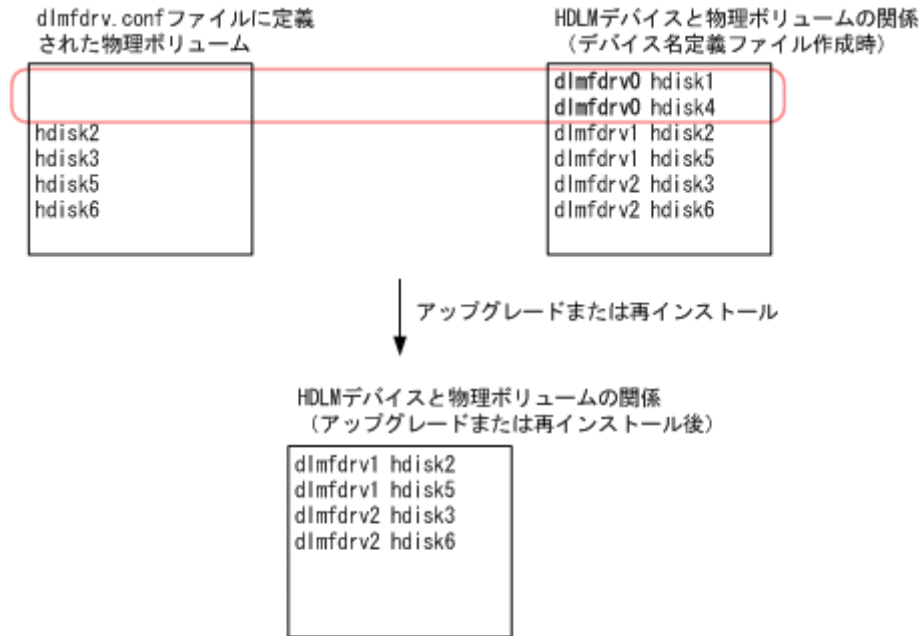 dlmfdrv.confファイルに定義
された物理ボリューム
hdisk2
hdisk3
hdisk5
hdisk6
HDLMデバイスと物理ボリュームの関係
（デバイス名定義ファイル作成時）
dlmfdrv0 hdisk1
dlmfdrv0 hdisk4
dlmfdrv1 hdisk2
dlmfdrv1 hdisk5
dlmfdrv2 hdisk3
dlmfdrv2 hdisk6
アップグレードまたは再インストール
HDLMデバイスと物理ボリュームの関係
（アップグレードまたは再インストール後）
dlmfdrv1 hdisk2
dlmfdrv1 hdisk5
dlmfdrv2 hdisk3
dlmfdrv2 hdisk6